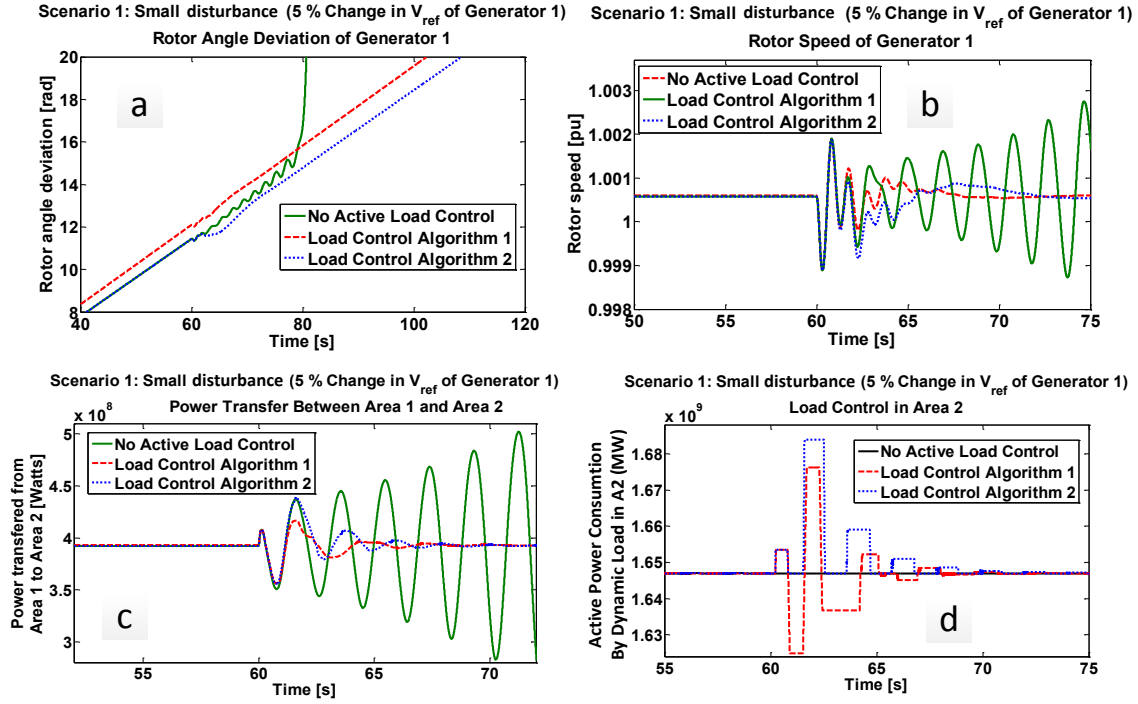 Scenario 1: Small disturbance (5 % Change in Vref of Generator 1)
Rotor Angle Deviation of Generator 1
Rotor angle deviation [rad]
20
18
16
14
12
10
8
a
No Active Load Control
Load Control Algorithm 1
Load Control Algorithm 2
40 60 80 100 120
Time [s]
Scenario 1: Small disturbance (5 % Change in Vref of Generator 1)
Rotor Speed of Generator 1
Rotor speed [pu]
1.003
1.002
1.001
1
0.999
0.998
No Active Load Control
Load Control Algorithm 1
Load Control Algorithm 2
b
50 55 60 65 70 75
Time [s]
Scenario 1: Small disturbance (5 % Change in Vref of Generator 1)
Power Transfer Between Area 1 and Area 2
x 10^8
Power transfered from
Area 1 to Area 2 [Watts]
5
4.5
4
3.5
3
No Active Load Control
Load Control Algorithm 1
Load Control Algorithm 2
c
55 60 65 70
Time [s]
Scenario 1: Small disturbance (5 % Change in Vref of Generator 1)
Load Control in Area 2
x 10^9
Active Power Consumtion
By Dynamic Load in A2 (MW)
1.68
1.67
1.66
1.65
1.64
1.63
No Active Load Control
Load Control Algorithm 1
Load Control Algorithm 2
d
55 60 65 70 75
Time [s]